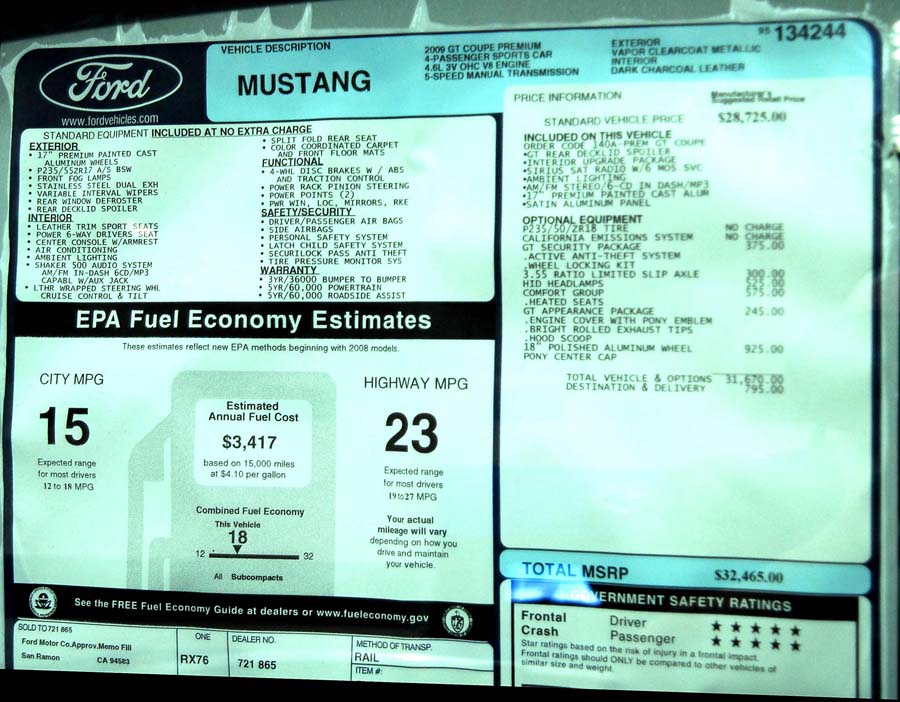 Ford
www.fordvehicles.com
VEHICLE DESCRIPTION
MUSTANG
2009 GT COUPE PREMIUM
4-PASSENGER SPORTS CAR
4.6L 3V OHC V8 ENGINE
5-SPEED MANUAL TRANSMISSION
EXTERIOR
VAPOR CLEARCOAT METALLIC
INTERIOR
DARK CHARCOAL LEATHER
95 134244
STANDARD EQUIPMENT INCLUDED AT NO EXTRA CHARGE
EXTERIOR
• 17" PREMIUM PAINTED CAST
ALUMINUM WHEELS
• P235/55ZR17 A/S BSW
• FRONT FOG LAMPS
• STAINLESS STEEL DUAL EXH
• VARIABLE INTERVAL WIPERS
• REAR WINDOW DEFROSTER
• REAR DECKLID SPOILER
INTERIOR
• LEATHER TRIM SPORT SEATS
• POWER 6-WAY DRIVERS SEAT
• CENTER CONSOLE W/ARMREST
• AIR CONDITIONING
• AMBIENT LIGHTING
• SHAKER 500 AUDIO SYSTEM
AM/FM IN-DASH 6CD/MP3
CAPABL W/AUX JACK
• LTHR WRAPPED STEERING WHL
CRUISE CONTROL & TILT
• SPLIT FOLD REAR SEAT
• COLOR COORDINATED CARPET
AND FRONT FLOOR MATS
FUNCTIONAL
• 4-WHL DISC BRAKES W/ ABS
AND TRACTION CONTROL
• POWER RACK PINION STEERING
• POWER POINTS (2)
• PWR WIN, LOC, MIRRORS, RKE
SAFETY/SECURITY
• DRIVER/PASSENGER AIR BAGS
• SIDE AIRBAGS
• PERSONAL SAFETY SYSTEM
• LATCH CHILD SAFETY SYSTEM
• SECURILOCK PASS ANTI THEFT
• TIRE PRESSURE MONITOR SYS
WARRANTY
• 3YR/36000 BUMPER TO BUMPER
• 5YR/60,000 POWERTRAIN
• 5YR/60,000 ROADSIDE ASSIST
PRICE INFORMATION
Manufacturer's
Suggested Retail Price
STANDARD VEHICLE PRICE $28,725.00
INCLUDED ON THIS VEHICLE
ORDER CODE 140A-PREM GT COUPE
•GT REAR DECKLID SPOILER
•INTERIOR UPGRADE PACKAGE
•SIRIUS SAT RADIO W/6 MOS SVC
•AMBIENT LIGHTING
•AM/FM STEREO/6-CD IN DASH/MP3
•17" PREMIUM PAINTED CAST ALUM
•SATIN ALUMINUM PANEL
OPTIONAL EQUIPMENT
P235/50/ZR18 TIRE NO CHARGE
CALIFORNIA EMISSIONS SYSTEM NO CHARGE
GT SECURITY PACKAGE 375.00
.ACTIVE ANTI-THEFT SYSTEM
.WHEEL LOCKING KIT
3.55 RATIO LIMITED SLIP AXLE 300.00
HID HEADLAMPS 525.00
COMFORT GROUP 575.00
.HEATED SEATS
GT APPEARANCE PACKAGE 245.00
.ENGINE COVER WITH PONY EMBLEM
.BRIGHT ROLLED EXHAUST TIPS
.HOOD SCOOP
18" POLISHED ALUMINUM WHEEL 925.00
PONY CENTER CAP
TOTAL VEHICLE & OPTIONS 31,670.00
DESTINATION & DELIVERY 795.00
EPA Fuel Economy Estimates
These estimates reflect new EPA methods beginning with 2008 models.
CITY MPG
15
Expected range
for most drivers
12 to 18 MPG
Estimated
Annual Fuel Cost
$3,417
based on 15,000 miles
at $4.10 per gallon
Combined Fuel Economy
This Vehicle
18
12 32
All Subcompacts
HIGHWAY MPG
23
Expected range
for most drivers
19 to 27 MPG
Your actual
mileage will vary
depending on how you
drive and maintain
your vehicle.
See the FREE Fuel Economy Guide at dealers or www.fueleconomy.gov
TOTAL MSRP $32,465.00
GOVERNMENT SAFETY RATINGS
Frontal
Crash
Driver ★★★★★
Passenger ★★★★★
Star ratings based on the risk of injury in a frontal impact.
Frontal ratings should ONLY be compared to other vehicles of
similar size and weight.
SOLD TO 721 865
Ford Motor Co.Approv.Memo Fill
San Ramon CA 94583
ONE
RX76
DEALER NO.
721 865
METHOD OF TRANSP.
RAIL
ITEM #: